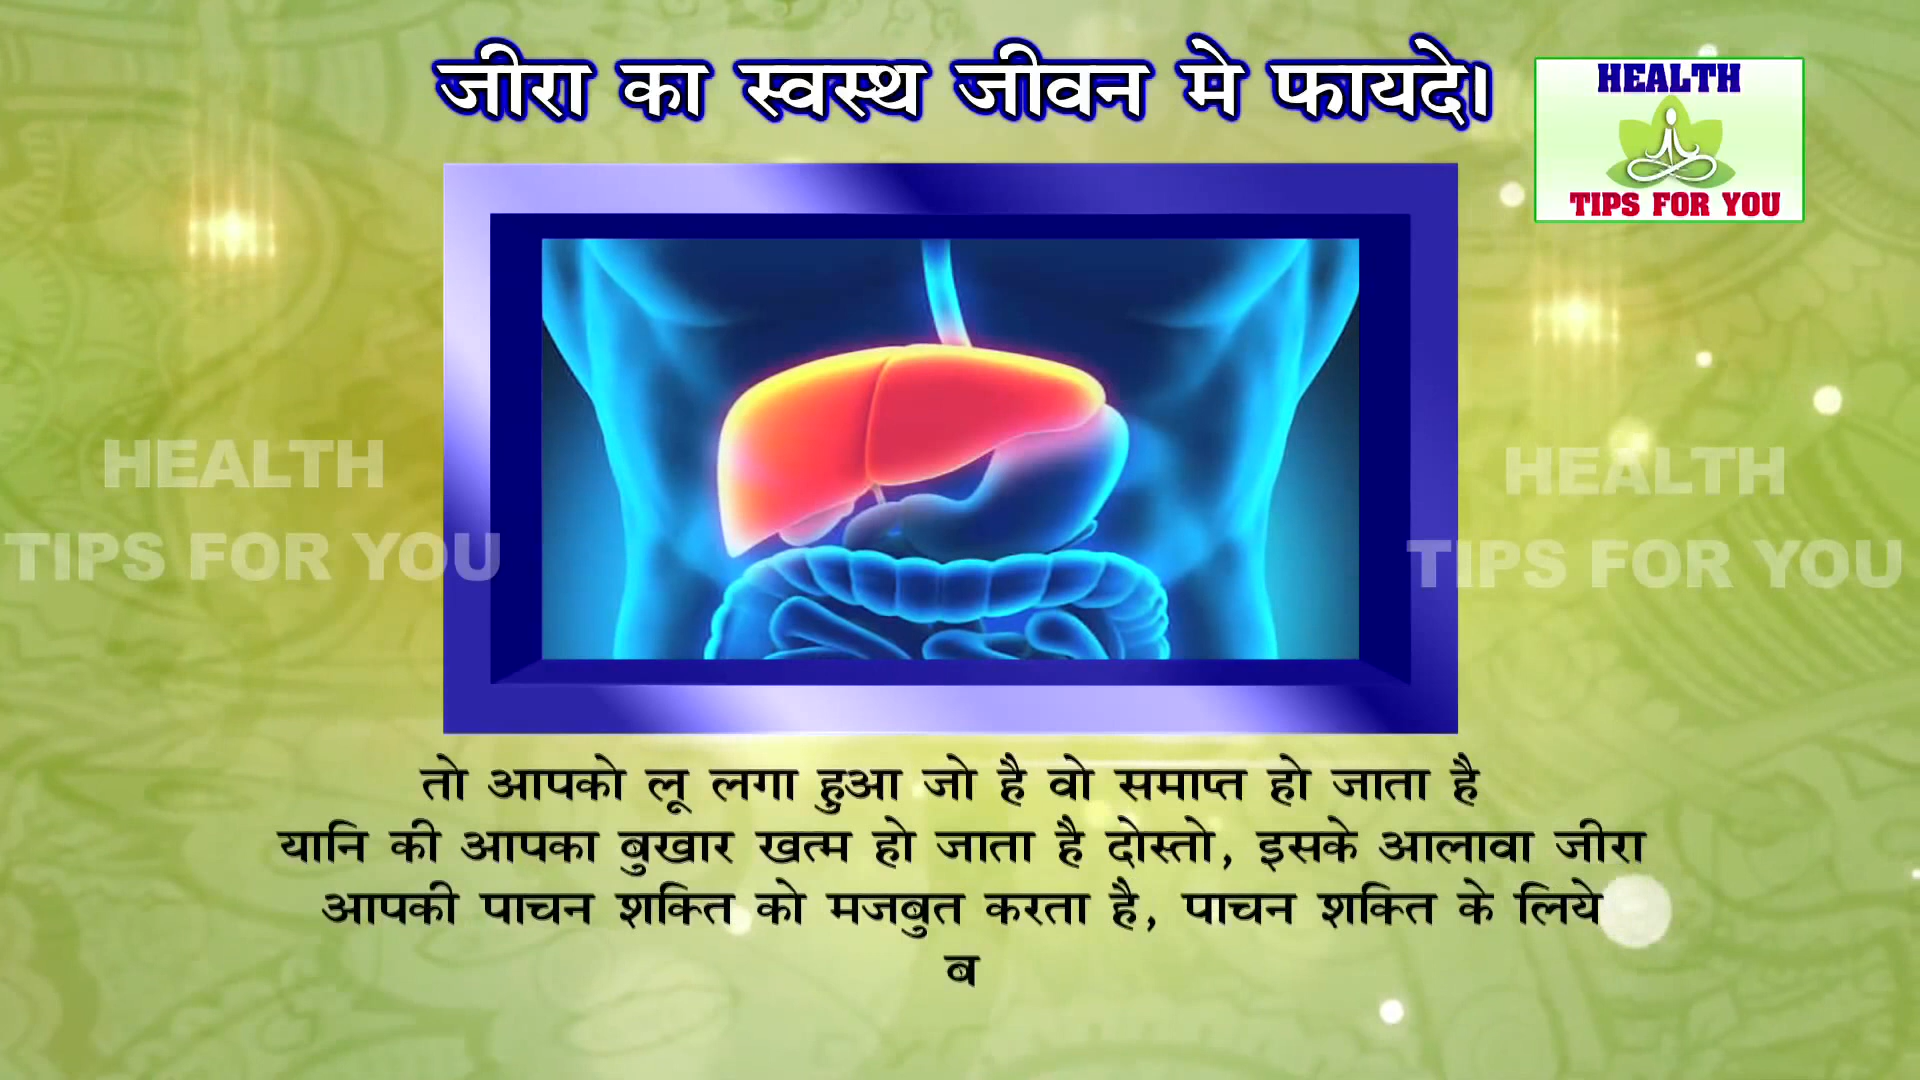 जीरा का स्वस्थ जीवन मे फायदे।
HEALTH
TIPS FOR YOU
HEALTH
TIPS FOR YOU
HEALTH
TIPS FOR YOU
तो आपको लू लगा हुआ जो है वो समाप्त हो जाता है
यानि की आपका बुखार खत्म हो जाता है दोस्तो, इसके आलावा जीरा
आपकी पाचन शक्ति को मजबुत करता है, पाचन शक्ति के लिये
ब